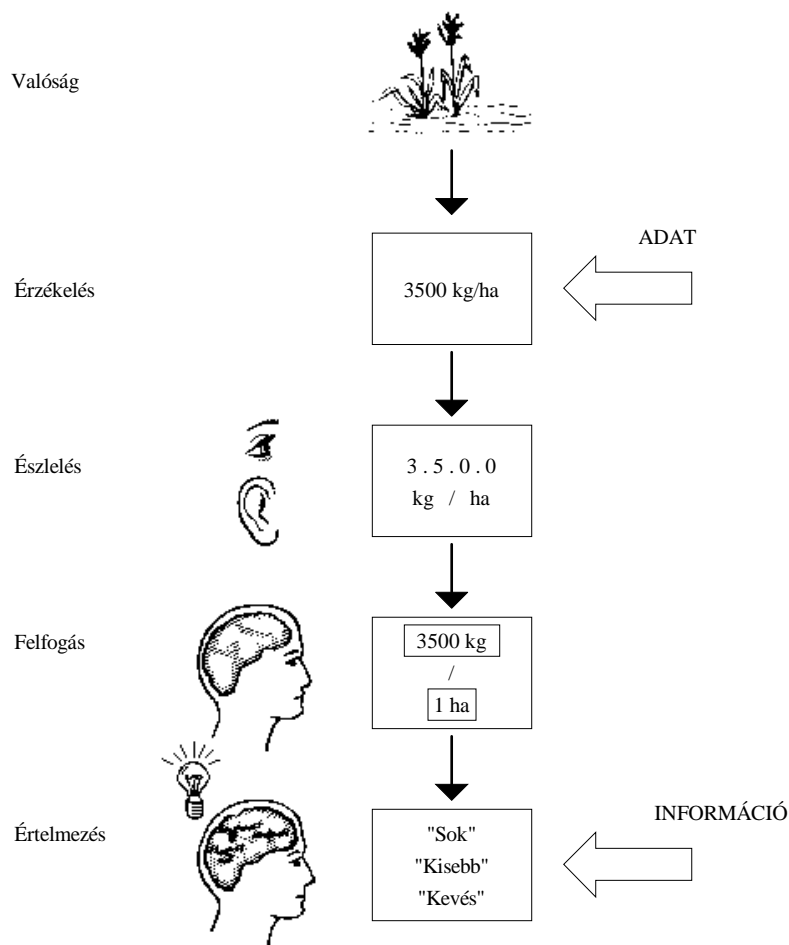 Valóság
ADAT
Érzékelés
3500 kg/ha
Észlelés
3 . 5 . 0 . 0
kg / ha
Felfogás
3500 kg
/
1 ha
INFORMÁCIÓ
Értelmezés
"Sok"
"Kisebb"
"Kevés"